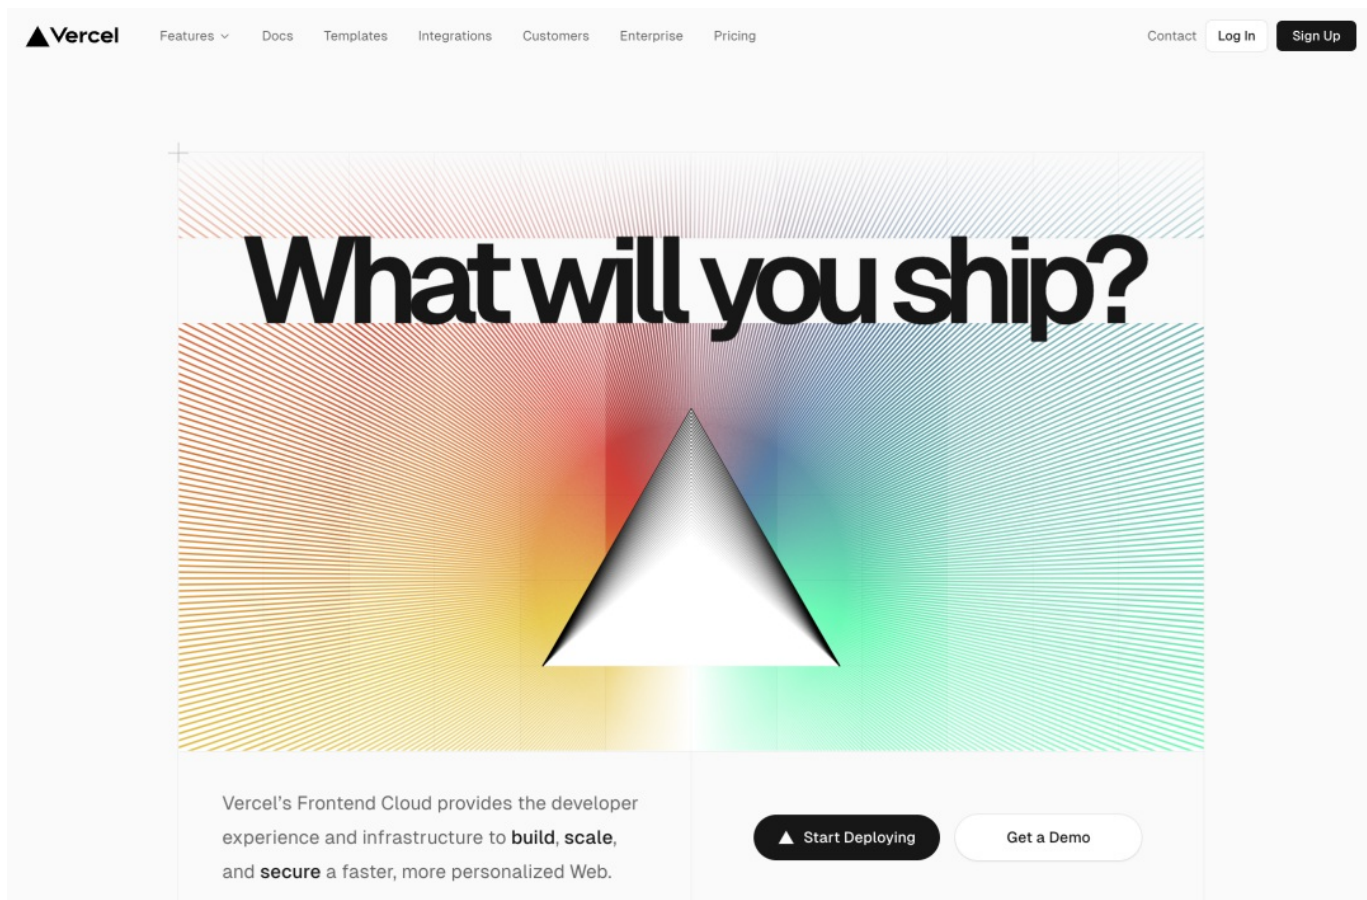 Vercel
Features
Docs
Templates
Integrations
Customers
Enterprise
Pricing
Contact
Log In
Sign Up
What will you ship?
Vercel's Frontend Cloud provides the developer
experience and infrastructure to build, scale,
and secure a faster, more personalized Web.
Start Deploying
Get a Demo